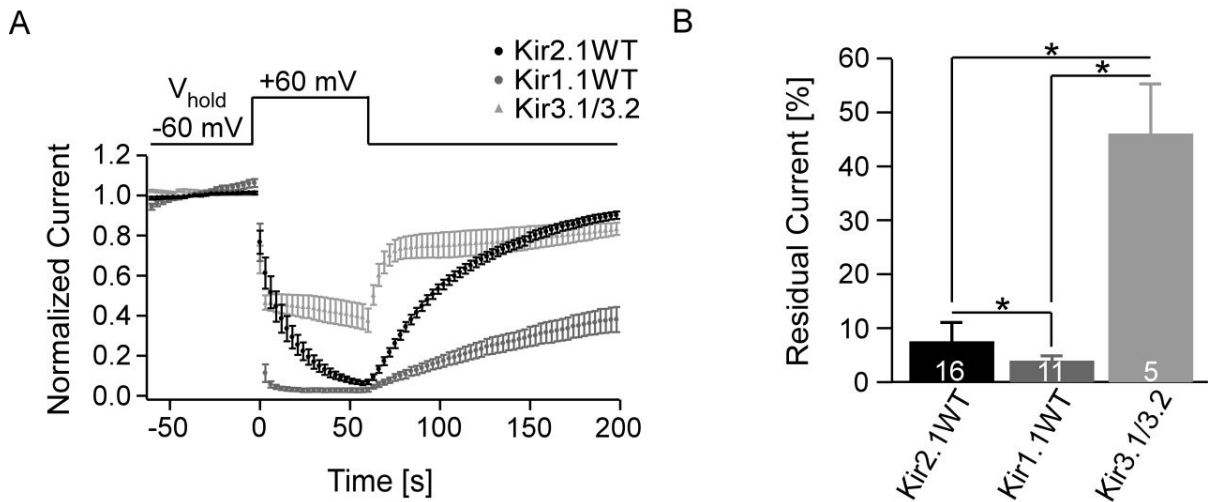 A
Kir2.1WT
Kir1.1WT
Kir3.1/3.2
Vhold
-60 mV
+60 mV
1.2
1.0
0.8
0.6
0.4
0.2
0.0
Normalized Current
-50
0
50
100
150
200
Time [s]
B
60
50
40
30
20
10
0
Residual Current [%]
*
*
*
16
11
5
Kir2.1WT
Kir1.1WT
Kir3.1/3.2